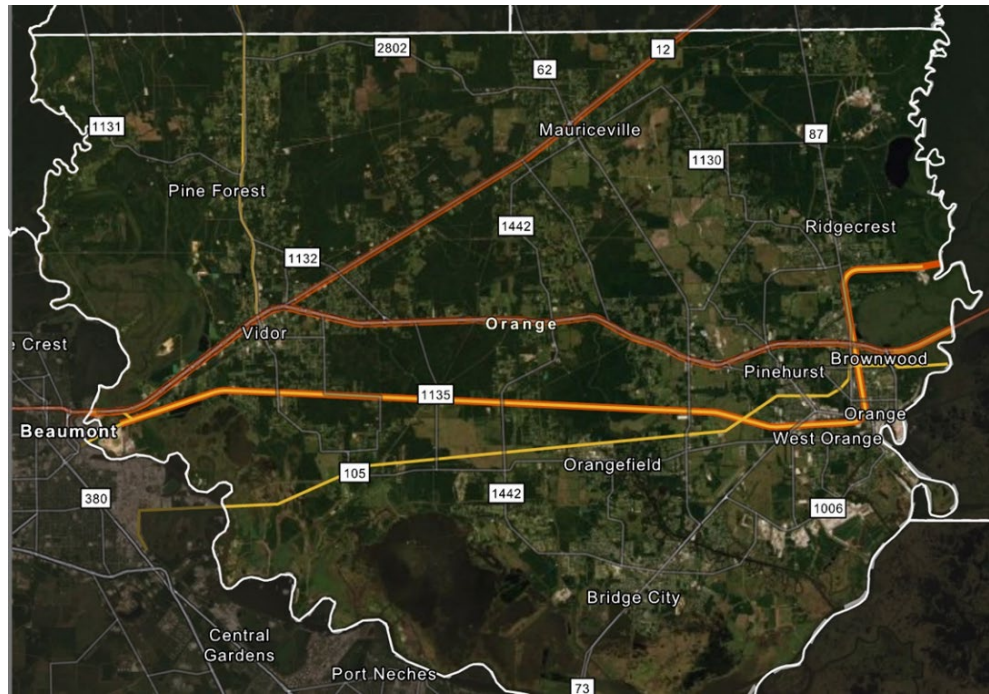 2802
62
12
1131
Mauriceville
87
1130
Pine Forest
1442
Ridgecrest
1132
Orange
Vidor
e Crest
Brownwood
Pinehurst
1135
Orange
Beaumont
West Orange
Orangefield
105
380
1442
1006
Bridge City
Central
Gardens
Port Neches
73